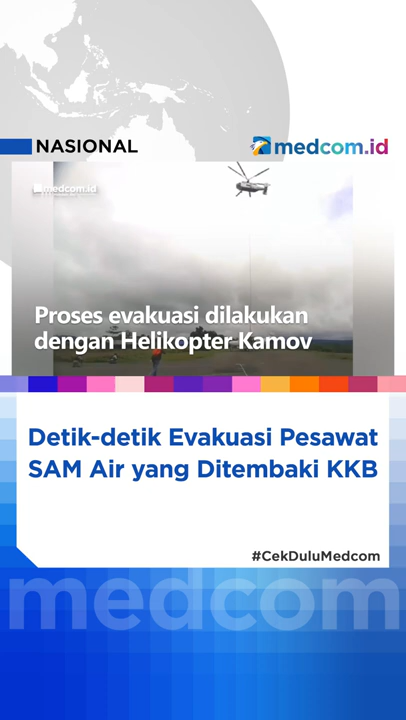 NASIONAL
medcom.id
medcom.id
Proses evakuasi dilakukan
dengan Helikopter Kamov
Detik-detik Evakuasi Pesawat
SAM Air yang Ditembaki KKB
#CekDuluMedcom
medcom